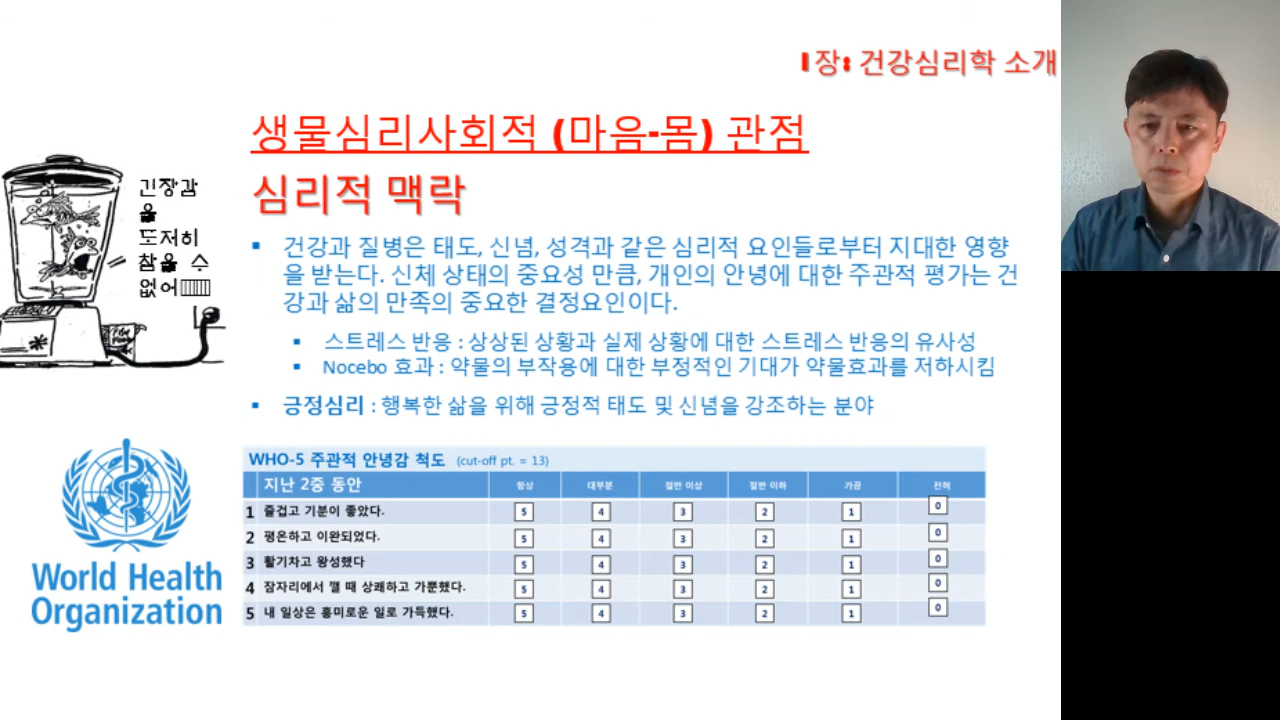 1장: 건강심리학 소개
생물심리사회적 (마음-몸) 관점
심리적 맥락
긴장감
을
도저히
참을 수
없어
▪ 건강과 질병은 태도, 신념, 성격과 같은 심리적 요인들로부터 지대한 영향
을 받는다. 신체 상태의 중요성 만큼, 개인의 안녕에 대한 주관적 평가는 건
강과 삶의 만족의 중요한 결정요인이다.
▪ 스트레스 반응 : 상상된 상황과 실제 상황에 대한 스트레스 반응의 유사성
▪ Nocebo 효과 : 약물의 부작용에 대한 부정적인 기대가 약물효과를 저하시킴
▪ 긍정심리 : 행복한 삶을 위해 긍정적 태도 및 신념을 강조하는 분야
World Health
Organization
WHO-5 주관적 안녕감 척도 (cut-off pt. = 13)
지난 2중 동안 항상 대부분 절반 이상 절반 이하 가끔 전혀
1 즐겁고 기분이 좋았다. 5 4 3 2 1 0
2 평온하고 이완되었다. 5 4 3 2 1 0
3 활기차고 왕성했다 5 4 3 2 1 0
4 잠자리에서 깰 때 상쾌하고 가뿐했다. 5 4 3 2 1 0
5 내 일상은 흥미로운 일로 가득했다. 5 4 3 2 1 0